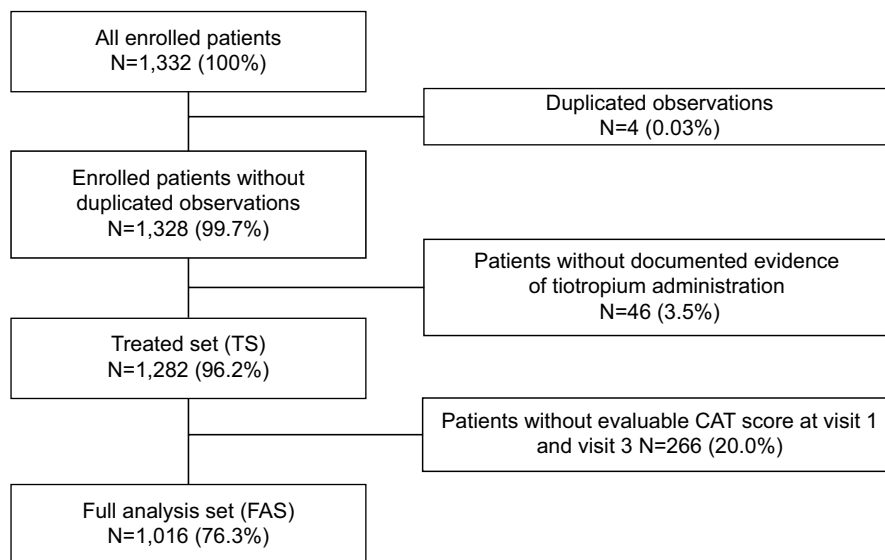 All enrolled patients
N=1,332 (100%)
Duplicated observations
N=4 (0.03%)
Enrolled patients without
duplicated observations
N=1,328 (99.7%)
Patients without documented evidence
of tiotropium administration
N=46 (3.5%)
Treated set (TS)
N=1,282 (96.2%)
Patients without evaluable CAT score at visit 1
and visit 3 N=266 (20.0%)
Full analysis set (FAS)
N=1,016 (76.3%)